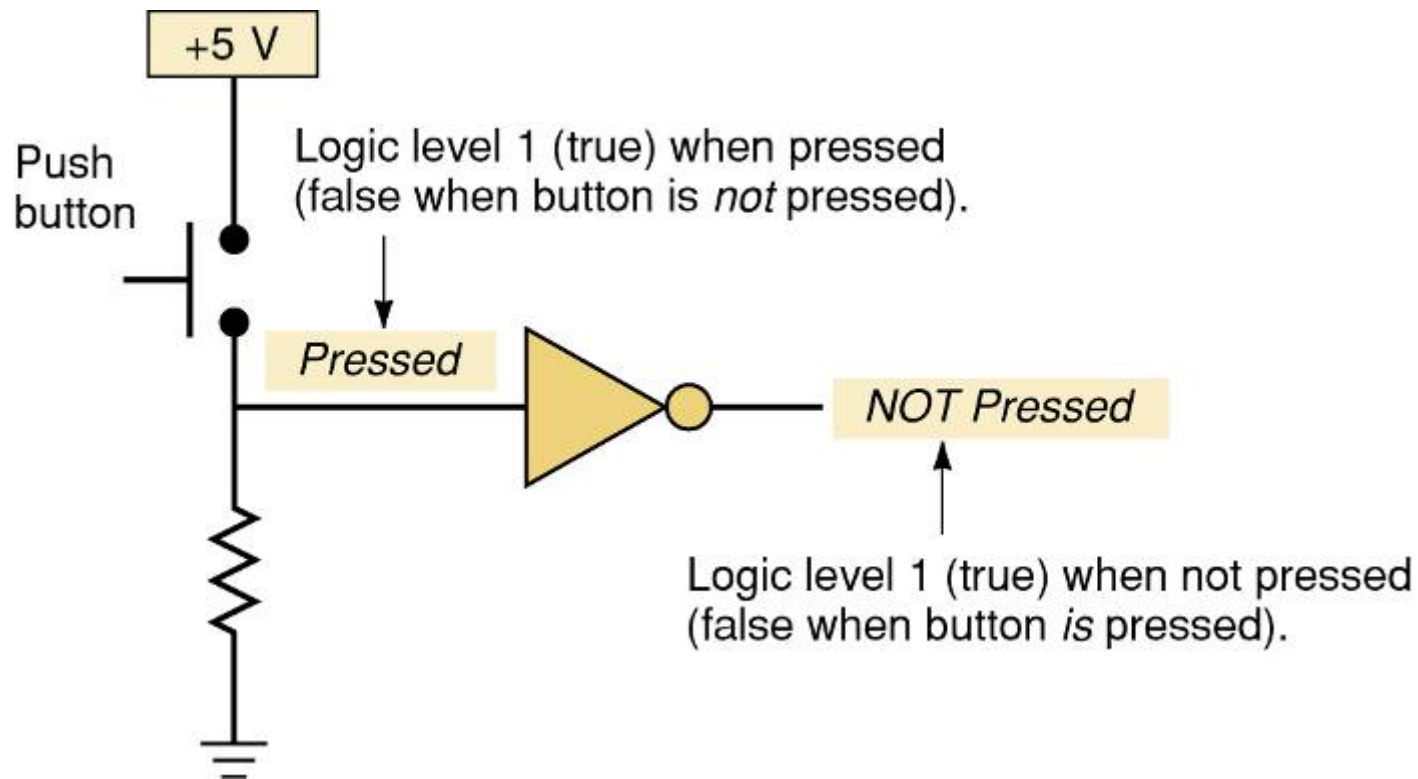 +5 V
Push
button
Logic level 1 (true) when pressed
(false when button is not pressed).
Pressed
NOT Pressed
Logic level 1 (true) when not pressed
(false when button is pressed).